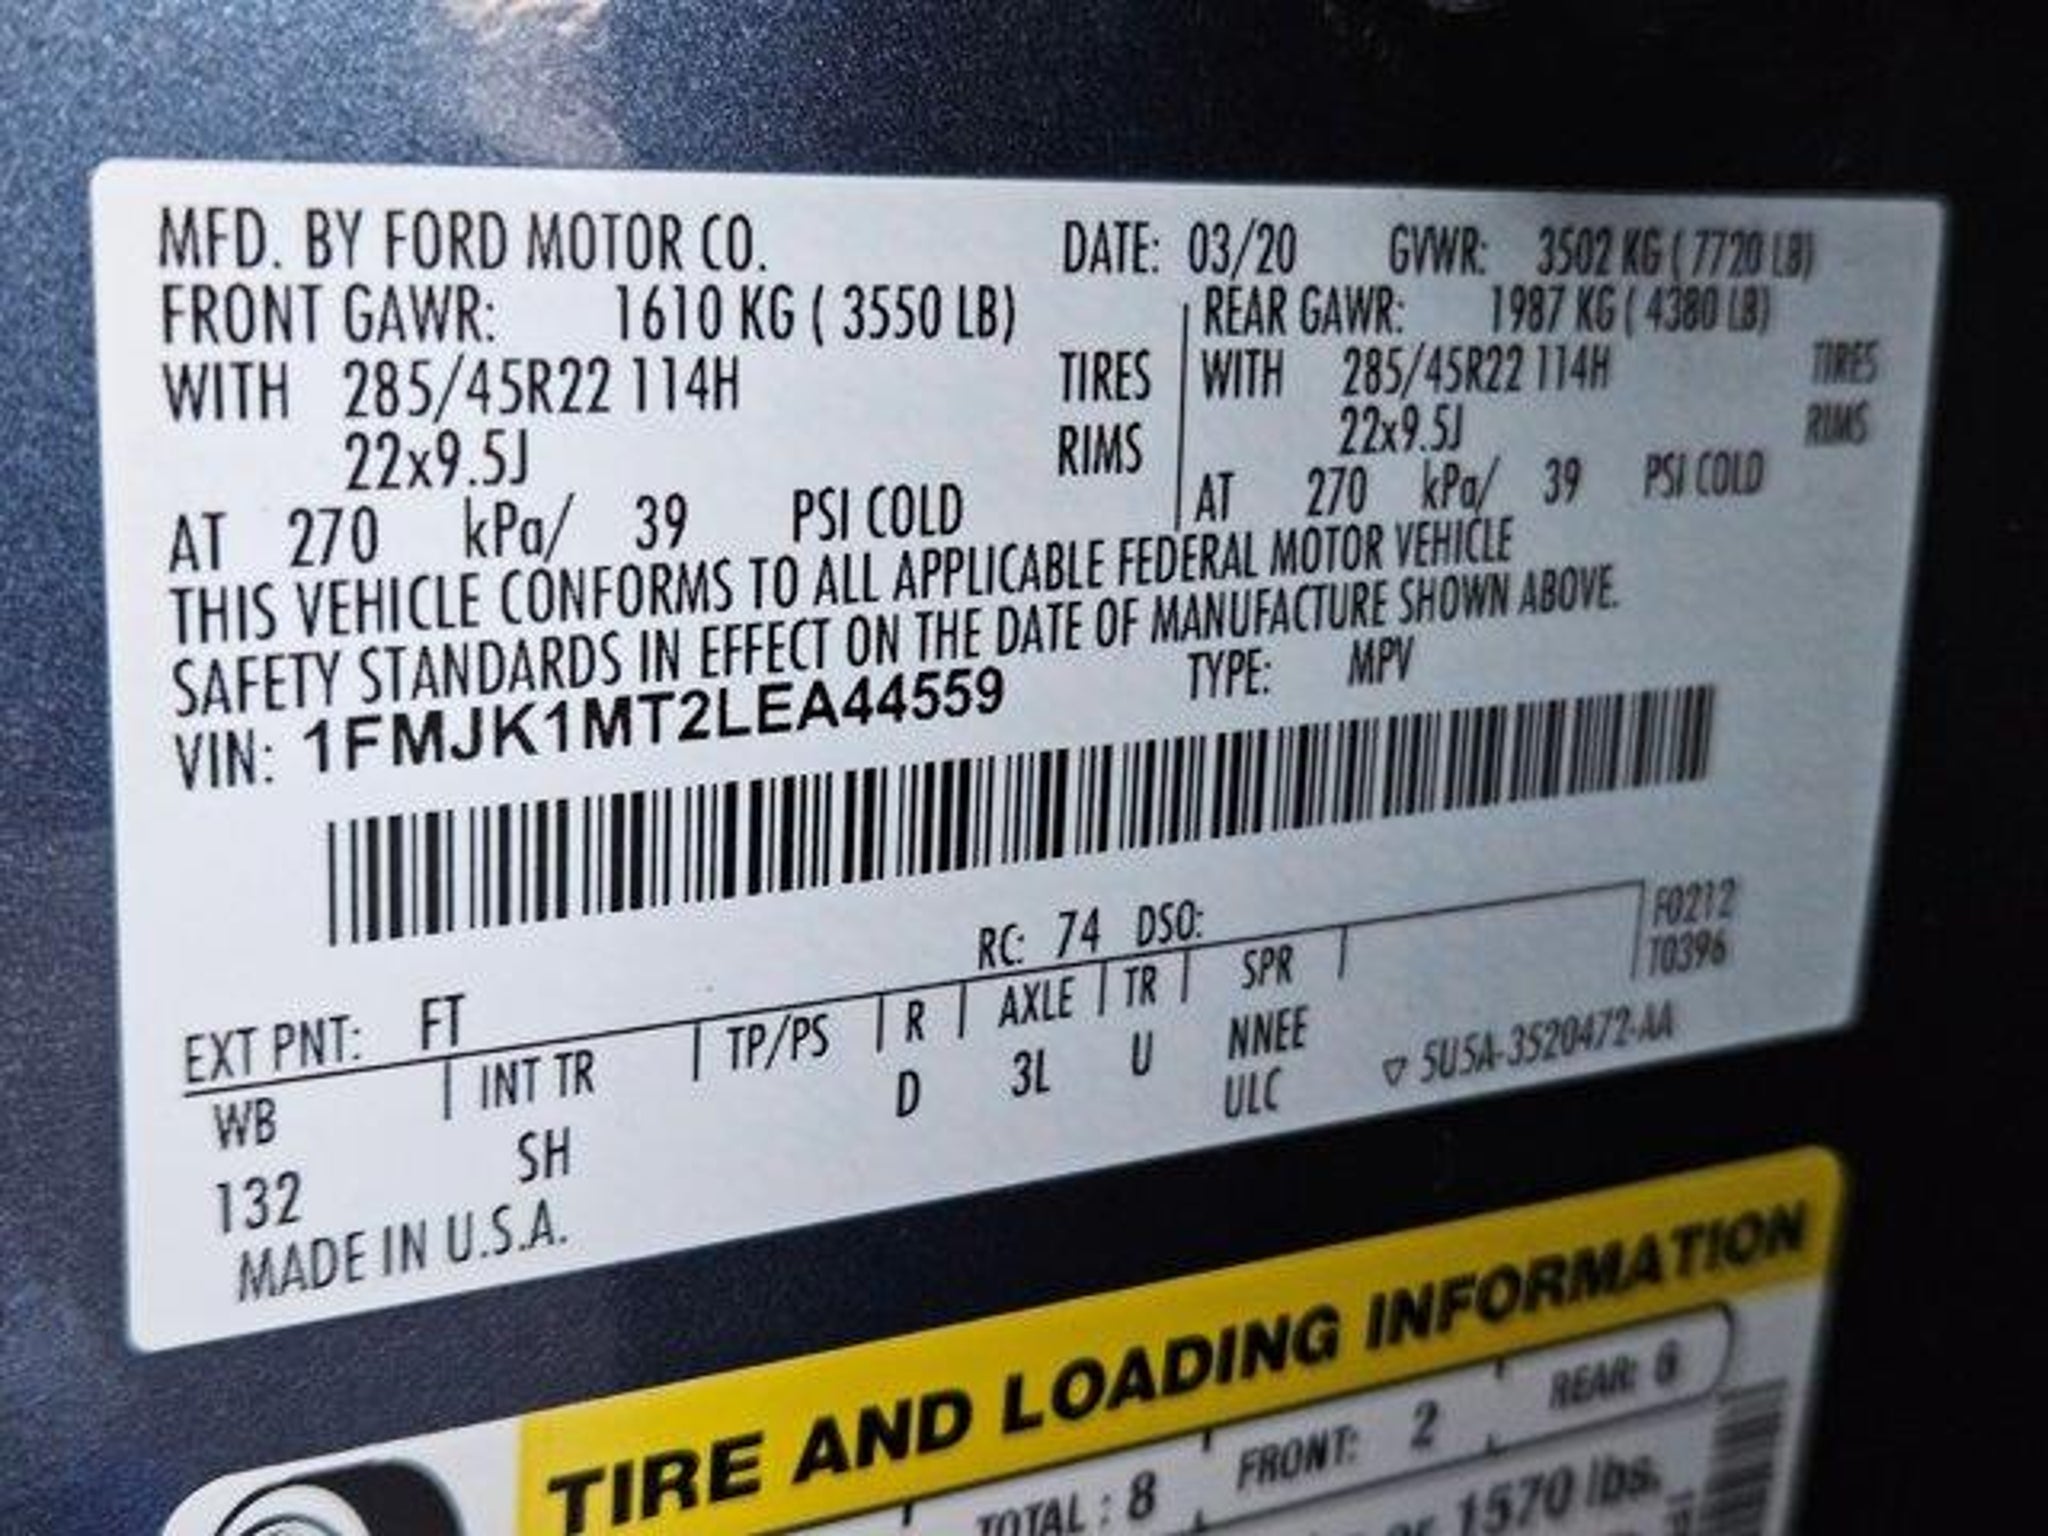 MFD. BY FORD MOTOR CO. DATE: 03/20 GVWR: 3502 KG ( 7720 LB)
FRONT GAWR: 1610 KG ( 3550 LB) REAR GAWR: 1987 KG ( 4380 LB)
WITH 285/45R22 114H TIRES WITH 285/45R22 114H TIRES
22x9.5J RIMS 22x9.5J RIMS
AT 270 kPa/ 39 PSI COLD AT 270 kPa/ 39 PSI COLD
THIS VEHICLE CONFORMS TO ALL APPLICABLE FEDERAL MOTOR VEHICLE
SAFETY STANDARDS IN EFFECT ON THE DATE OF MANUFACTURE SHOWN ABOVE.
VIN: 1FMJK1MT2LEA44559 TYPE: MPV
EXT PNT: FT RC: 74 DSO: F0212
WB INT TR TP/PS R AXLE TR SPR T0396
132 SH D 3L U NNEE
ULC ▽ 5U5A-3520472-AA
MADE IN U.S.A.
TIRE AND LOADING INFORMATION
TOTAL : 8 FRONT: 2 REAR: 6
1570 lbs.